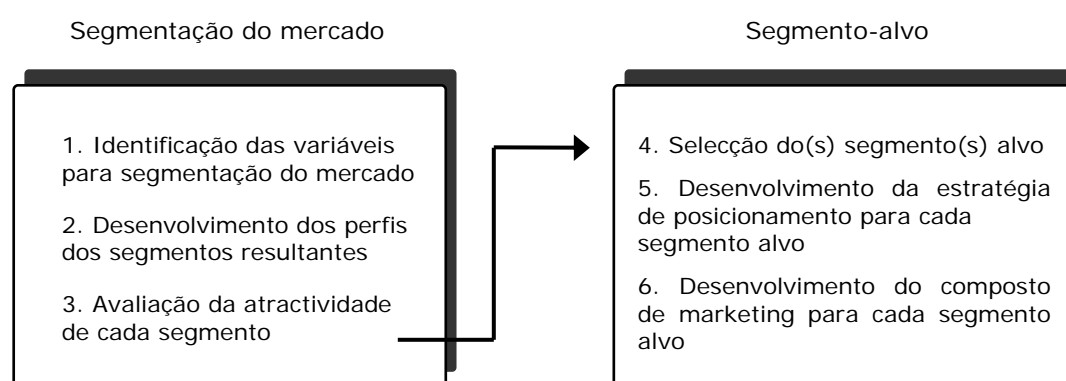 Segmentação do mercado
1. Identificação das variáveis
para segmentação do mercado
2. Desenvolvimento dos perfis
dos segmentos resultantes
3. Avaliação da atractividade
de cada segmento
Segmento-alvo
4. Selecção do(s) segmento(s) alvo
5. Desenvolvimento da estratégia
de posicionamento para cada
segmento alvo
6. Desenvolvimento do composto
de marketing para cada segmento
alvo